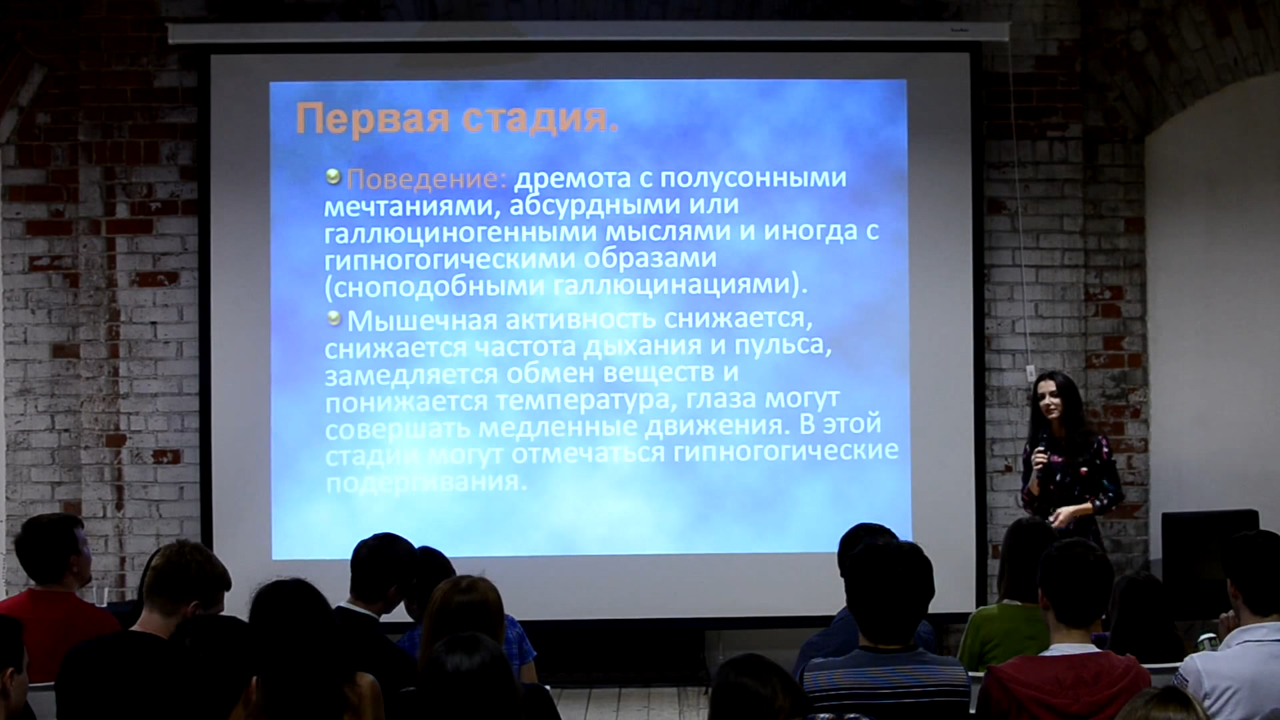 Первая стадия.
Поведение: дремота с полусонными
мечтаниями, абсурдными или
галлюциногенными мыслями и иногда с
гипногогическими образами
(сноподобными галлюцинациями).
Мышечная активность снижается,
снижается частота дыхания и пульса,
замедляется обмен веществ и
понижается температура, глаза могут
совершать медленные движения. В этой
стадии могут отмечаться гипногогические
подергивания.